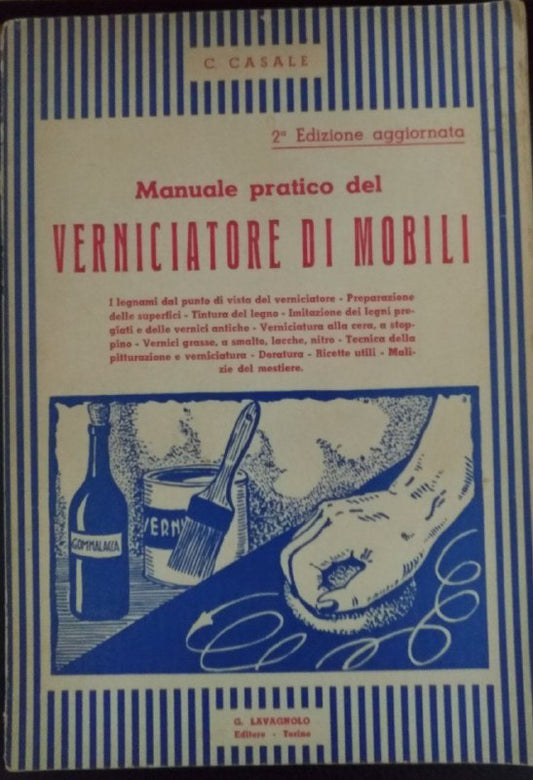 C. CASALE
2ª Edizione aggiornata
Manuale pratico del
VERNICIATORE DI MOBILI
I legnami dal punto di vista del verniciatore - Preparazione
delle superfici - Tintura del legno - Imitazione dei legni pre-
giati e delle vernici antiche - Verniciatura alla cera, a stop-
pino - Vernici grasse, a smalto, lacche, nitro - Tecnica della
pitturazione e verniciatura - Doratura - Ricette utili - Mali-
zie del mestiere.
VERN
GOMMALACCA
G. LAVAGNOLO
Editore - Torino